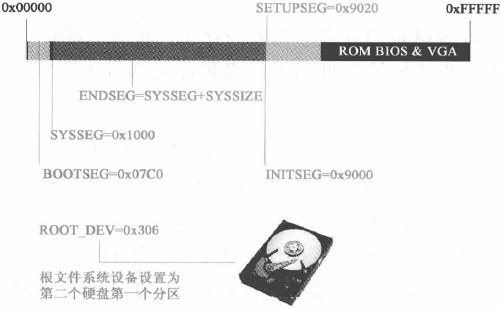 0x00000
SETUPSEG=0x9020
0xFFFFF
ROM BIOS & VGA
ENDSEG=SYSSEG+SYSSIZE
SYSSEG=0x1000
BOOTSEG=0x07C0
INITSEG=0x9000
ROOT_DEV=0x306
根文件系统设备设置为
第二个硬盘第一个分区